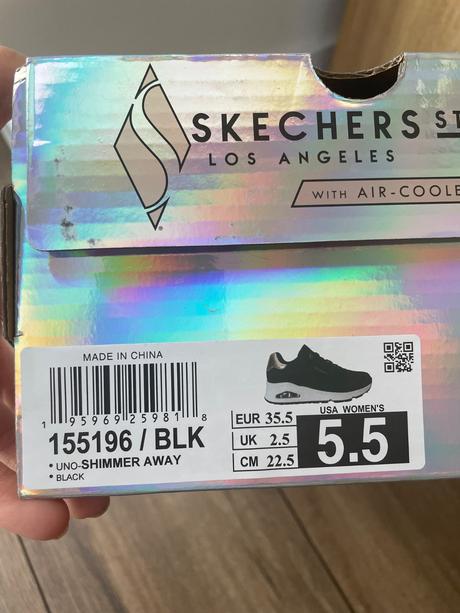 SKECHERS ST
LOS ANGELES
WITH AIR-COOLE
MADE IN CHINA
1 95969 25981 8
155196 / BLK
• UNO-SHIMMER AWAY
• BLACK
EUR 35.5
UK 2.5
CM 22.5
USA WOMEN'S
5.5